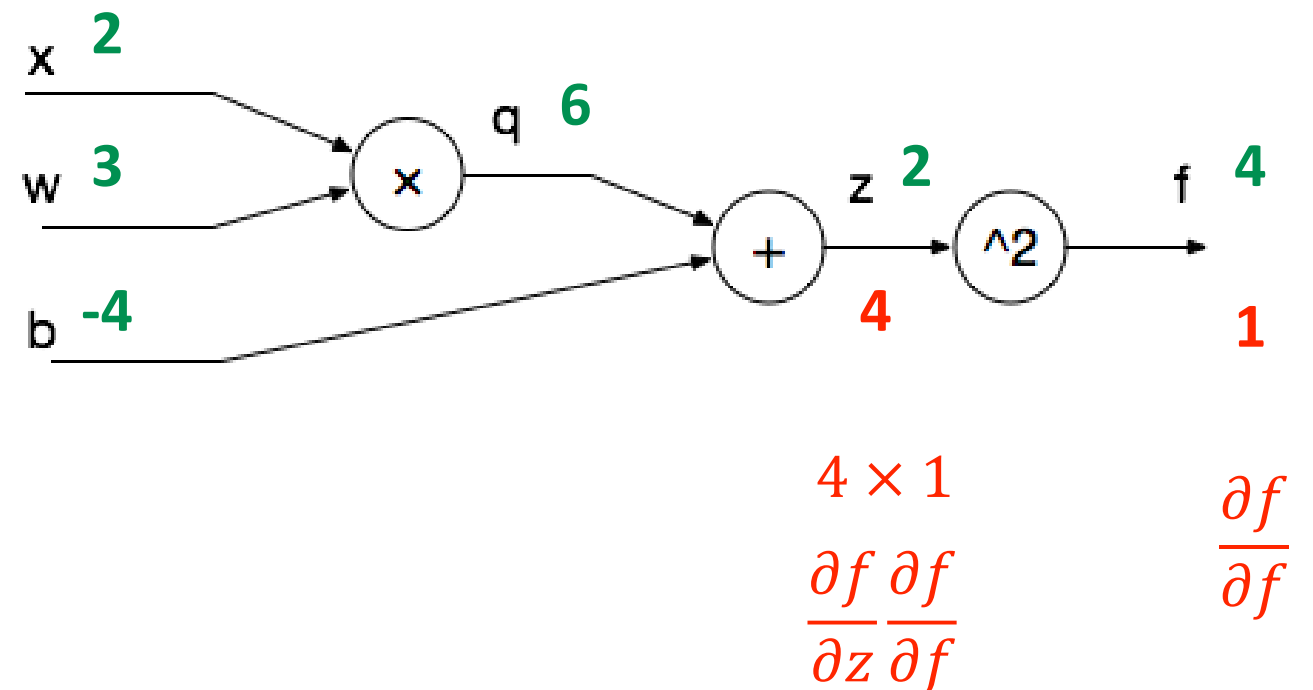 x 2
w 3
b -4
×
q 6
+
z 2
4
^2
f 4
1
4 × 1
∂f/∂z ∂f/∂f
∂f/∂f